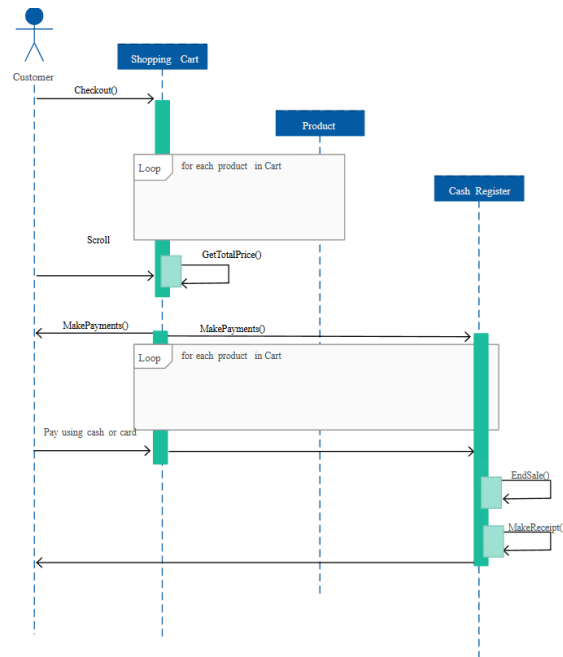 Customer
Shopping Cart
Checkout()
Product
Loop
for each product in Cart
Cash Register
Scroll
GetTotalPrice()
MakePayments()
MakePayments()
Loop
for each product in Cart
Pay using cash or card
EndSale()
MakeReceipt(